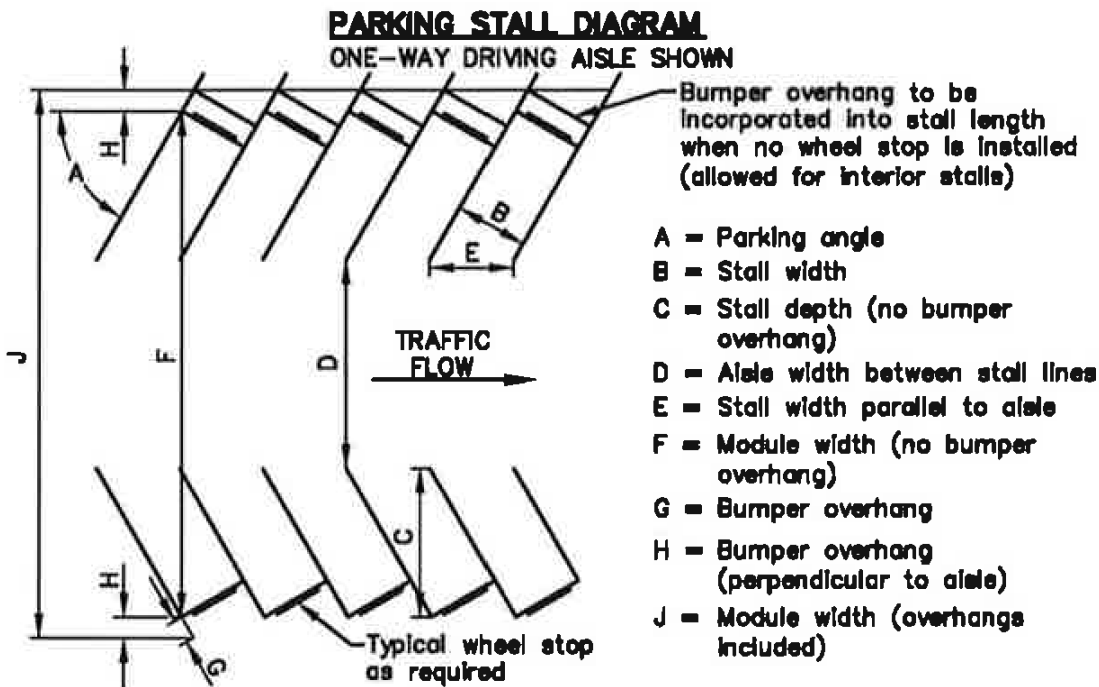 PARKING STALL DIAGRAM
ONE-WAY DRIVING AISLE SHOWN
Bumper overhang to be
incorporated into stall length
when no wheel stop is installed
(allowed for interior stalls)
H
A
B
E
A = Parking angle
B = Stall width
C = Stall depth (no bumper
overhang)
D = Aisle width between stall lines
E = Stall width parallel to aisle
F = Module width (no bumper
overhang)
G = Bumper overhang
H = Bumper overhang
(perpendicular to aisle)
J = Module width (overhangs
included)
J
F
D
TRAFFIC
FLOW
C
H
G
Typical wheel stop
as required